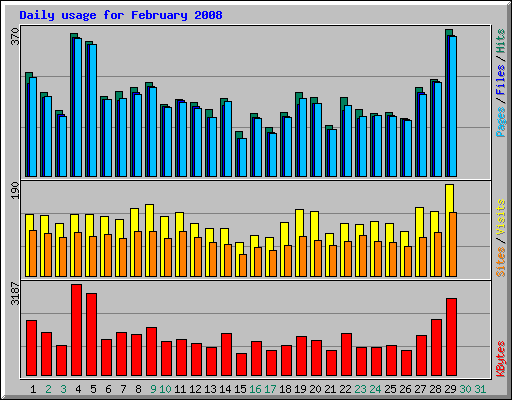 Daily usage for February 2008
370
Pages / Files / Hits
190
Sites / Visits
3187
KBytes
1 2 3 4 5 6 7 8 9 10 11 12 13 14 15 16 17 18 19 20 21 22 23 24 25 26 27 28 29 30 31